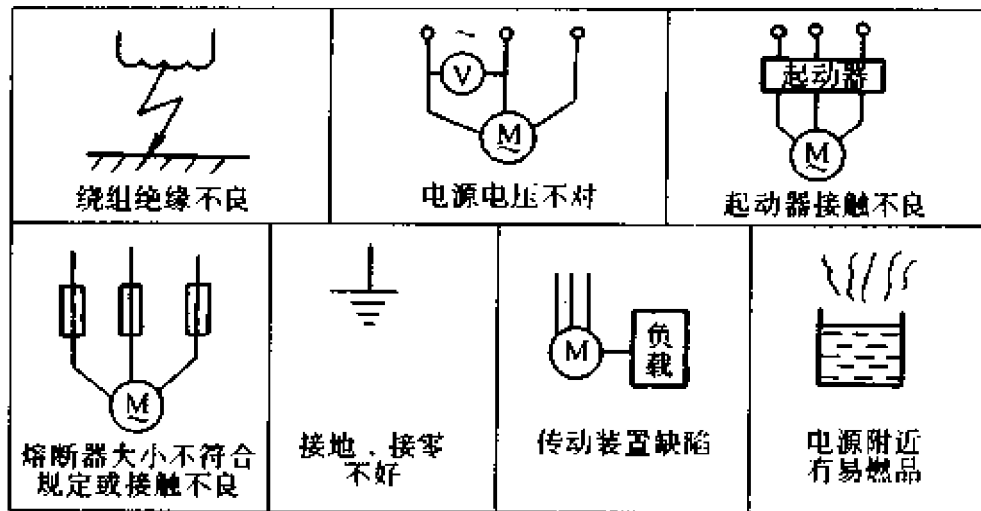 ~
V
M
~
绕组绝缘不良
电源电压不对
起动器
M
~
起动器接触不良
M
~
熔断器大小不符合
规定或接触不良
接地、接零
不好
M
负
载
传动装置缺陷
电源附近
有易燃品